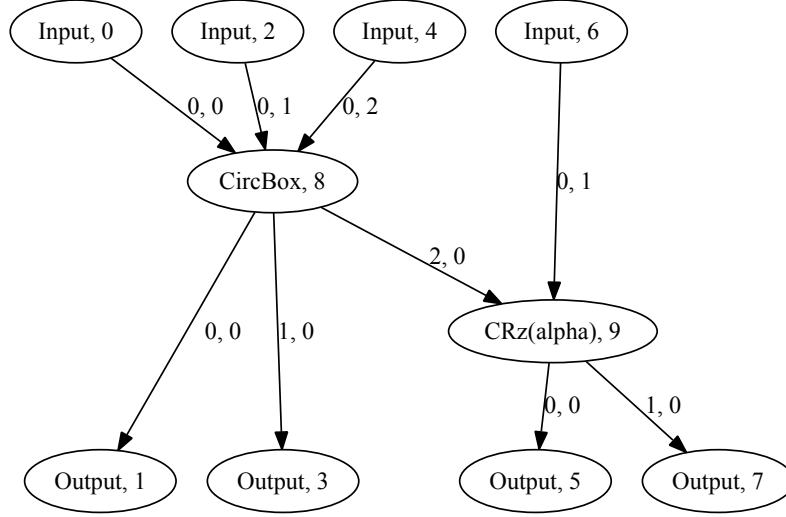 Input, 0
Input, 2
Input, 4
Input, 6
0, 0
0, 1
0, 2
CircBox, 8
0, 1
2, 0
0, 0
1, 0
CRz(alpha), 9
0, 0
1, 0
Output, 1
Output, 3
Output, 5
Output, 7